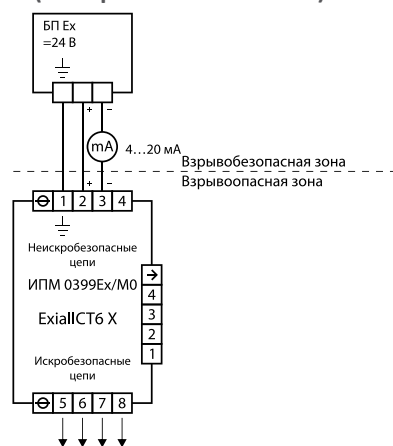 БП Ex
=24 В
+ −
mA 4...20 мА
Взрывобезопасная зона
Взрывоопасная зона
+ −
1 2 3 4
Неискробезопасные
цепи
ИПМ 0399Ex/М0
ExiaIICT6 X
4
3
2
1
Искробезопасные
цепи
5 6 7 8